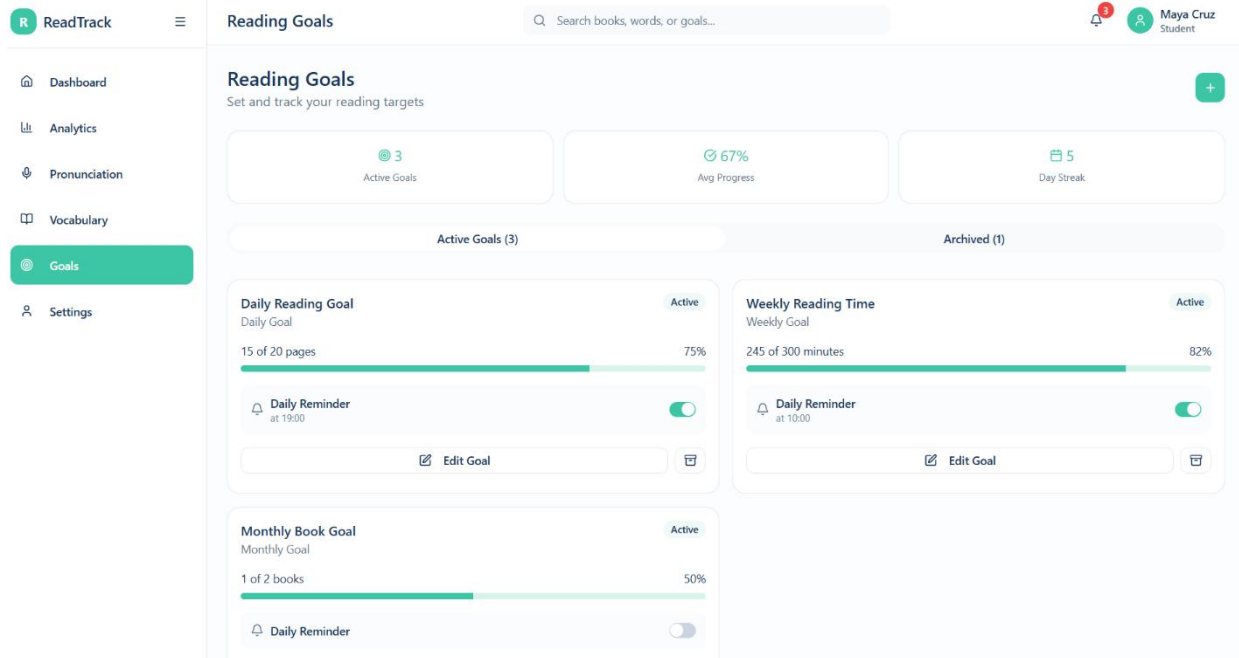 R ReadTrack
Reading Goals
Search books, words, or goals...
3
Maya Cruz
Student
Dashboard
Analytics
Pronunciation
Vocabulary
Goals
Settings
Reading Goals
Set and track your reading targets
+
3
Active Goals
67%
Avg Progress
5
Day Streak
Active Goals (3)
Archived (1)
Daily Reading Goal
Active
Daily Goal
15 of 20 pages
75%
Daily Reminder
at 19:00
Edit Goal
Weekly Reading Time
Active
Weekly Goal
245 of 300 minutes
82%
Daily Reminder
at 10:00
Edit Goal
Monthly Book Goal
Active
Monthly Goal
1 of 2 books
50%
Daily Reminder